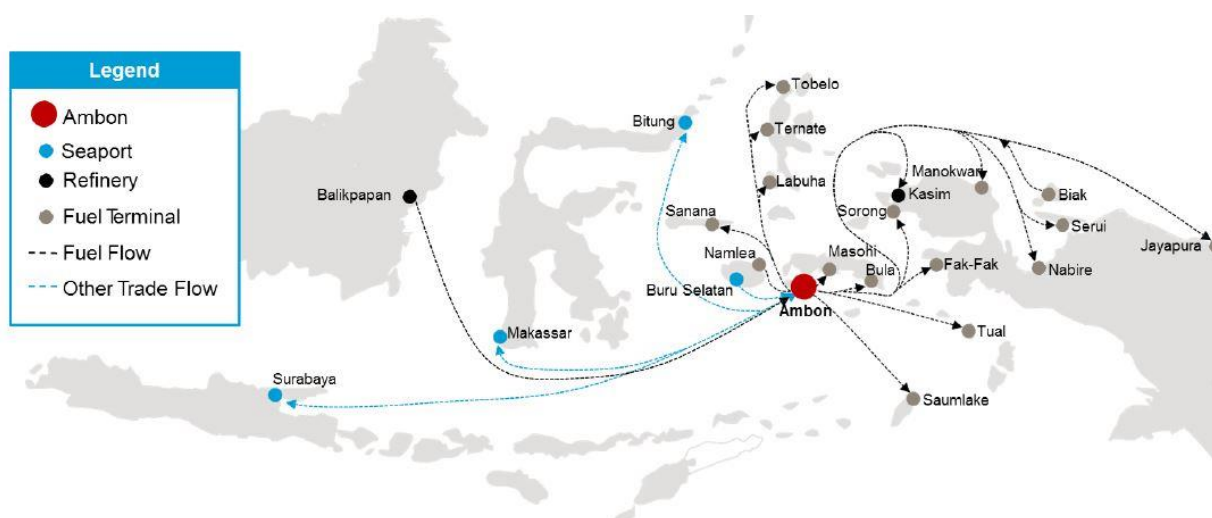 Legend
Ambon
Seaport
Refinery
Fuel Terminal
Fuel Flow
Other Trade Flow
Tobelo
Bitung
Ternate
Manokwari
Labuha
Kasim
Balikpapan
Biak
Sanana
Sorong
Serui
Jayapura
Namlea
Masohi
Bula
Fak-Fak
Nabire
Buru Selatan
Ambon
Makassar
Tual
Surabaya
Saumlake